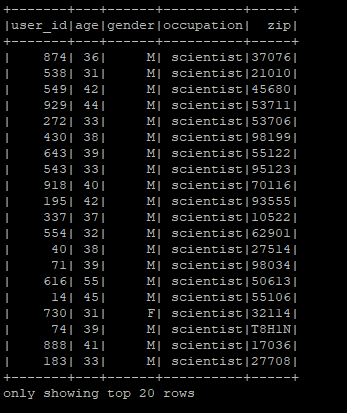 +-------+---+------+----------+-----+
|user_id|age|gender|occupation|  zip|
+-------+---+------+----------+-----+
|    874| 36|     M| scientist|37076|
|    538| 31|     M| scientist|21010|
|    549| 42|     M| scientist|45680|
|    929| 44|     M| scientist|53711|
|    272| 33|     M| scientist|53706|
|    430| 38|     M| scientist|98199|
|    643| 39|     M| scientist|55122|
|    543| 33|     M| scientist|95123|
|    918| 40|     M| scientist|70116|
|    195| 42|     M| scientist|93555|
|    337| 37|     M| scientist|10522|
|    554| 32|     M| scientist|62901|
|     40| 38|     M| scientist|27514|
|     71| 39|     M| scientist|98034|
|    616| 55|     M| scientist|50613|
|     14| 45|     M| scientist|55106|
|    730| 31|     F| scientist|32114|
|     74| 39|     M| scientist|T8H1N|
|    888| 41|     M| scientist|17036|
|    183| 33|     M| scientist|27708|
+-------+---+------+----------+-----+
only showing top 20 rows